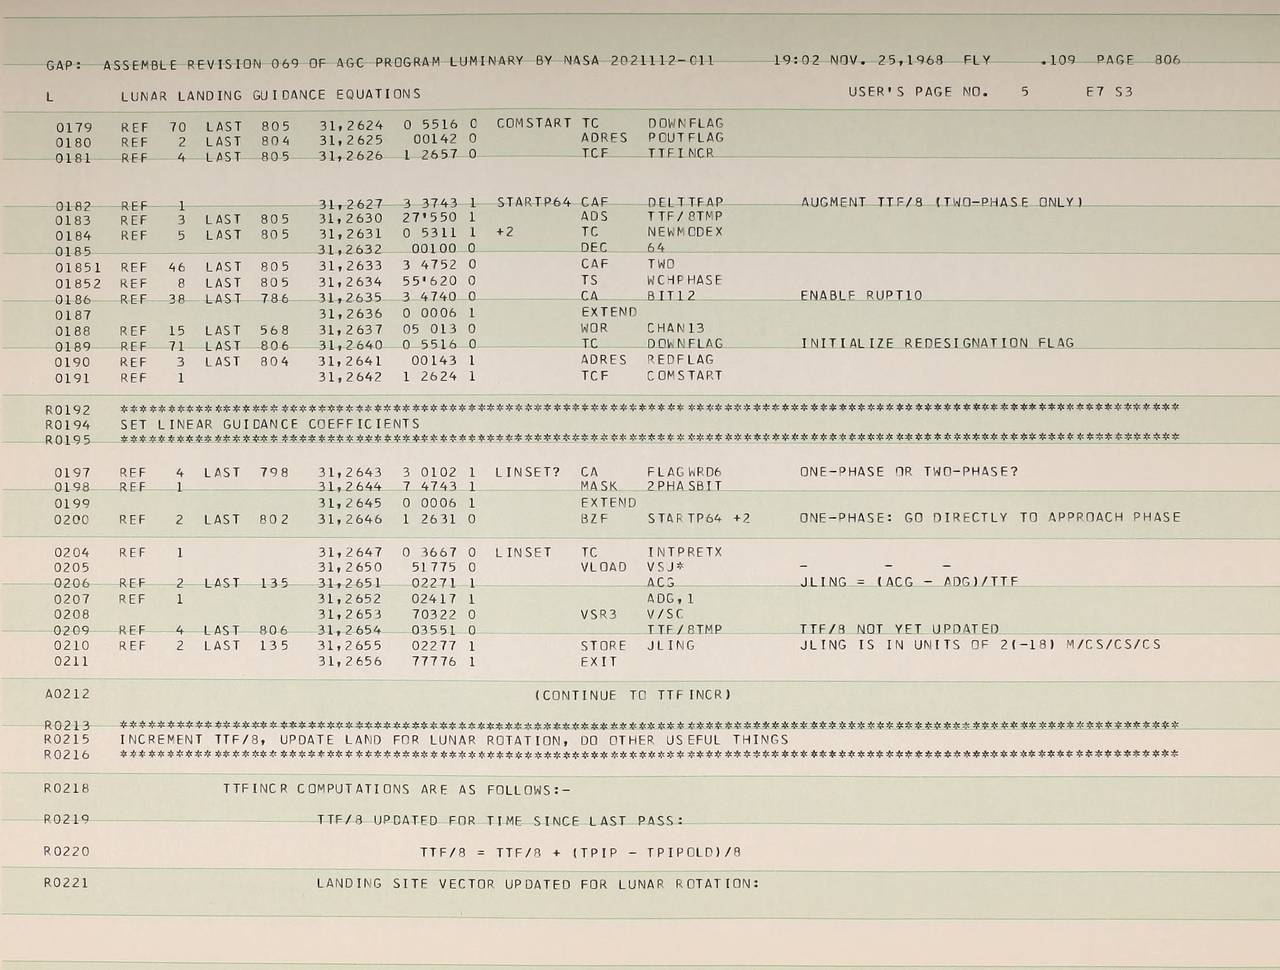 GAP: ASSEMBLE REVISION 069 OF AGC PROGRAM LUMINARY BY NASA 2021112-011 19:02 NOV. 25,1968 FLY .109 PAGE 806
L LUNAR LANDING GUIDANCE EQUATIONS USER'S PAGE NO. 5 E7 S3
0179 REF 70 LAST 805 31,2624 0 5516 0 COMSTART TC DOWNFLAG
0180 REF 2 LAST 804 31,2625 00142 0 ADRES POUTFLAG
0181 REF 4 LAST 805 31,2626 1 2657 0 TCF TTFINCR
0182 REF 1 31,2627 3 3743 1 STARTP64 CAF DELTTFAP AUGMENT TTF/8 (TWO-PHASE ONLY)
0183 REF 3 LAST 805 31,2630 27'550 1 ADS TTF/8TMP
0184 REF 5 LAST 805 31,2631 0 5311 1 +2 TC NEWMODEX
0185 31,2632 00100 0 DEC 64
01851 REF 46 LAST 805 31,2633 3 4752 0 CAF TWO
01852 REF 8 LAST 805 31,2634 55'620 0 TS WCHPHASE
0186 REF 38 LAST 786 31,2635 3 4740 0 CA BIT12 ENABLE RUPT10
0187 31,2636 0 0006 1 EXTEND
0188 REF 15 LAST 568 31,2637 05 013 0 WOR CHAN13
0189 REF 71 LAST 806 31,2640 0 5516 0 TC DOWNFLAG INITIALIZE REDESIGNATION FLAG
0190 REF 3 LAST 804 31,2641 00143 1 ADRES REDFLAG
0191 REF 1 31,2642 1 2624 1 TCF COMSTART
R0192 *****************************************************************************************************************
R0194 SET LINEAR GUIDANCE COEFFICIENTS
R0195 *****************************************************************************************************************
0197 REF 4 LAST 798 31,2643 3 0102 1 LINSET? CA FLAGWRD6 ONE-PHASE OR TWO-PHASE?
0198 REF 1 31,2644 7 4743 1 MASK 2PHASBIT
0199 31,2645 0 0006 1 EXTEND
0200 REF 2 LAST 802 31,2646 1 2631 0 BZF STARTP64 +2 ONE-PHASE: GO DIRECTLY TO APPROACH PHASE
0204 REF 1 31,2647 0 3667 0 LINSET TC INTPRETX
0205 31,2650 51775 0 VLOAD VSU* - - -
0206 REF 2 LAST 135 31,2651 02271 1 ACG JLING = (ACG - ADG)/TTF
0207 REF 1 31,2652 02417 1 ADG,1
0208 31,2653 70322 0 VSR3 V/SC
0209 REF 4 LAST 806 31,2654 03551 0 TTF/8TMP TTF/8 NOT YET UPDATED
0210 REF 2 LAST 135 31,2655 02277 1 STORE JLING JLING IS IN UNITS OF 2(-18) M/CS/CS/CS
0211 31,2656 77776 1 EXIT
A0212 (CONTINUE TO TTFINCR)
R0213 *****************************************************************************************************************
R0215 INCREMENT TTF/8, UPDATE LAND FOR LUNAR ROTATION, DO OTHER USEFUL THINGS
R0216 *****************************************************************************************************************
R0218 TTFINCR COMPUTATIONS ARE AS FOLLOWS:-
R0219 TTF/8 UPDATED FOR TIME SINCE LAST PASS:
R0220 TTF/8 = TTF/8 + (TPIP - TPIPOLD)/8
R0221 LANDING SITE VECTOR UPDATED FOR LUNAR ROTATION: